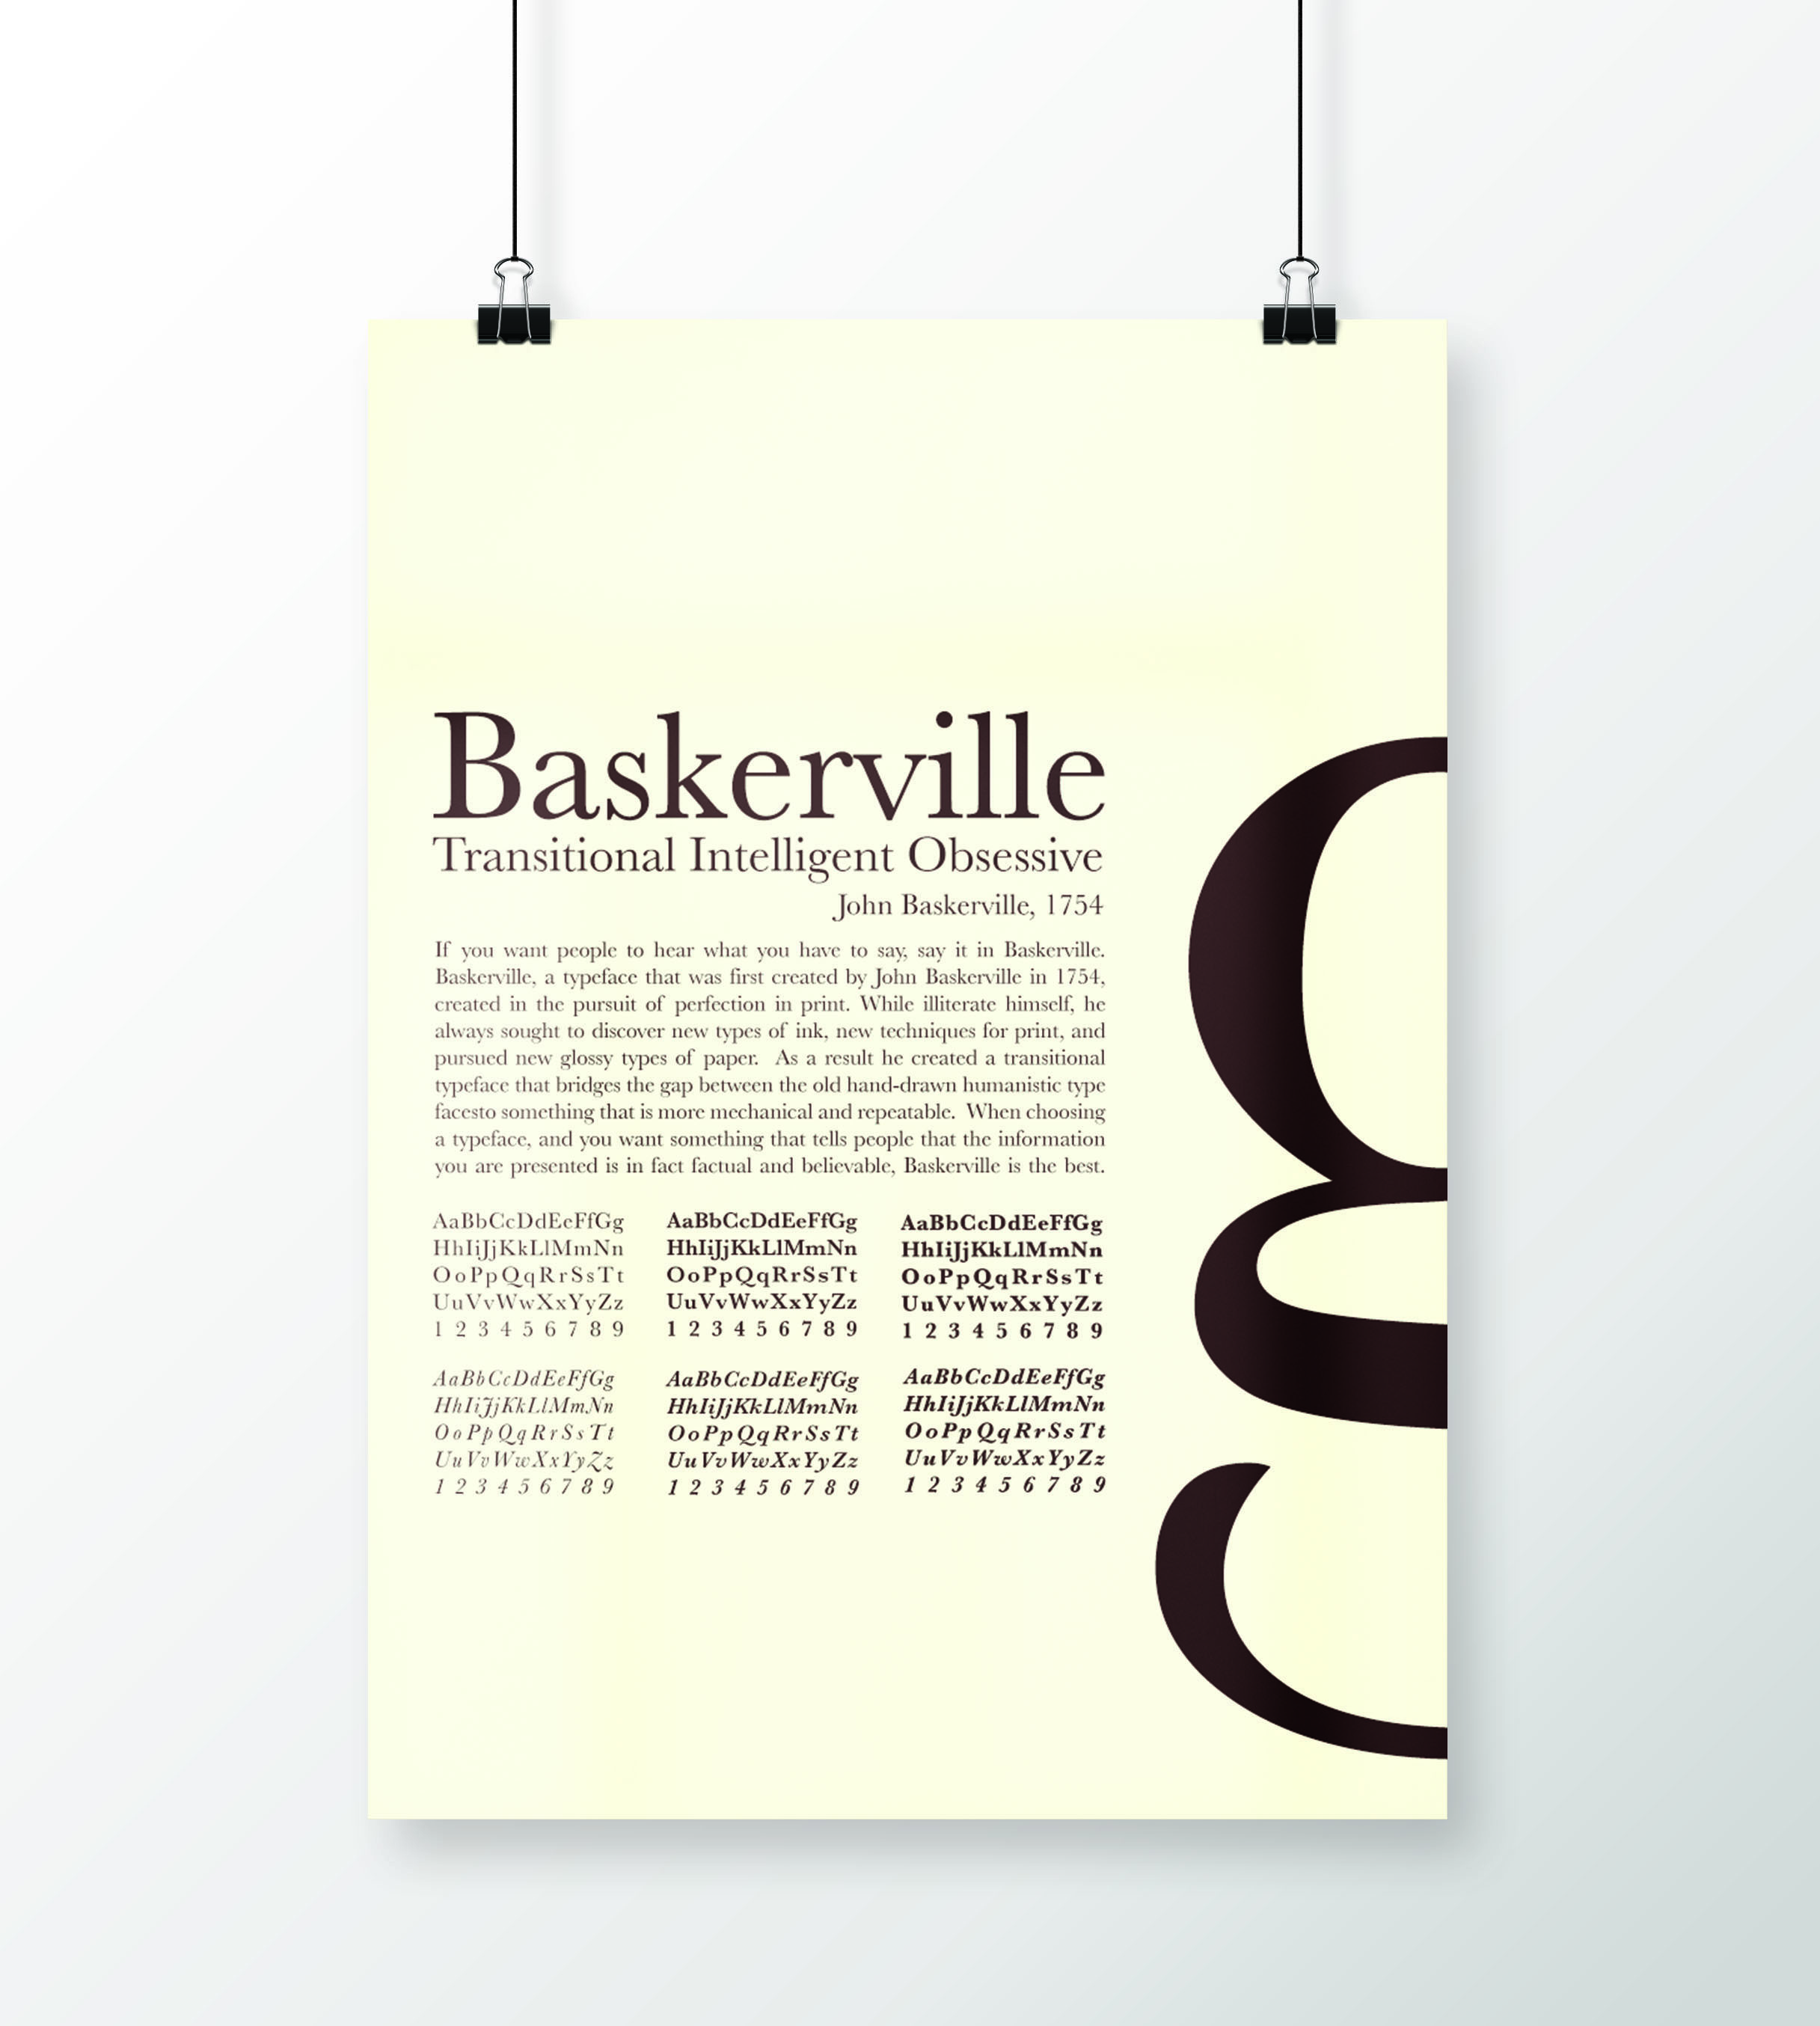 Baskerville
Transitional Intelligent Obsessive
John Baskerville, 1754
If you want people to hear what you have to say, say it in Baskerville.
Baskerville, a typeface that was first created by John Baskerville in 1754,
created in the pursuit of perfection in print. While illiterate himself, he
always sought to discover new types of ink, new techniques for print, and
pursued new glossy types of paper.  As a result he created a transitional
typeface that bridges the gap between the old hand-drawn humanistic type
facesto something that is more mechanical and repeatable.  When choosing
a typeface, and you want something that tells people that the information
you are presented is in fact factual and believable, Baskerville is the best.
AaBbCcDdEeFfGg
HhIiJjKkLlMmNn
OoPpQqRrSsTt
UuVvWwXxYyZz
1 2 3 4 5 6 7 8 9
AaBbCcDdEeFfGg
HhIiJjKkLlMmNn
OoPpQqRrSsTt
UuVvWwXxYyZz
1 2 3 4 5 6 7 8 9
AaBbCcDdEeFfGg
HhIiJjKkLlMmNn
OoPpQqRrSsTt
UuVvWwXxYyZz
1 2 3 4 5 6 7 8 9
AaBbCcDdEeFfGg
HhIiJjKkLlMmNn
OoPpQqRrSsTt
UuVvWwXxYyZz
1 2 3 4 5 6 7 8 9
AaBbCcDdEeFfGg
HhIiJjKkLlMmNn
OoPpQqRrSsTt
UuVvWwXxYyZz
1 2 3 4 5 6 7 8 9
AaBbCcDdEeFfGg
HhIiJjKkLlMmNn
OoPpQqRrSsTt
UuVvWwXxYyZz
1 2 3 4 5 6 7 8 9
g